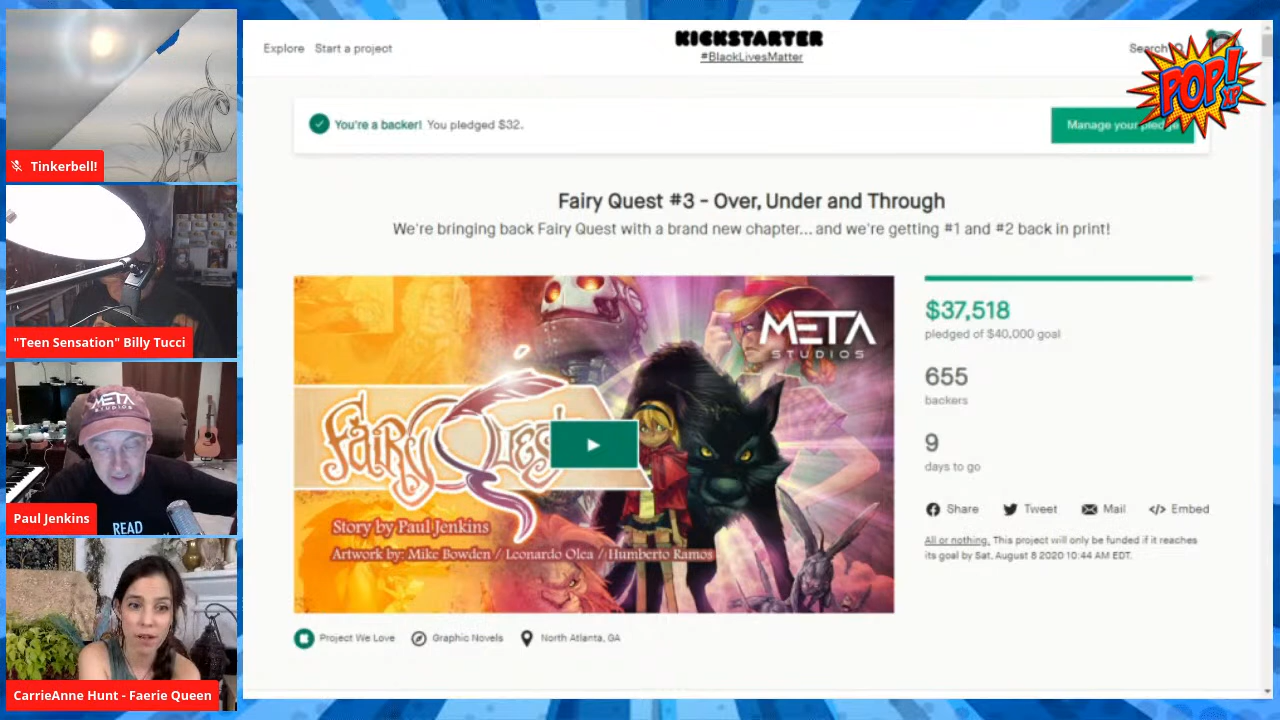 Tinkerbell!
"Teen Sensation" Billy Tucci
META
STUDIOS
READ
Paul Jenkins
CarrieAnne Hunt - Faerie Queen
Explore Start a project
KICKSTARTER
#BlackLivesMatter
Search
POP!
XP
You're a backer! You pledged $32.
Manage your pledge
Fairy Quest #3 - Over, Under and Through
We're bringing back Fairy Quest with a brand new chapter... and we're getting #1 and #2 back in print!
META
STUDIOS
Fairy Quest
Story by Paul Jenkins
Artwork by: Mike Bowden / Leonardo Olea / Humberto Ramos
$37,518
pledged of $40,000 goal
655
backers
9
days to go
Share Tweet Mail </> Embed
All or nothing. This project will only be funded if it reaches
its goal by Sat, August 8 2020 10:44 AM EDT.
Project We Love Graphic Novels North Atlanta, GA